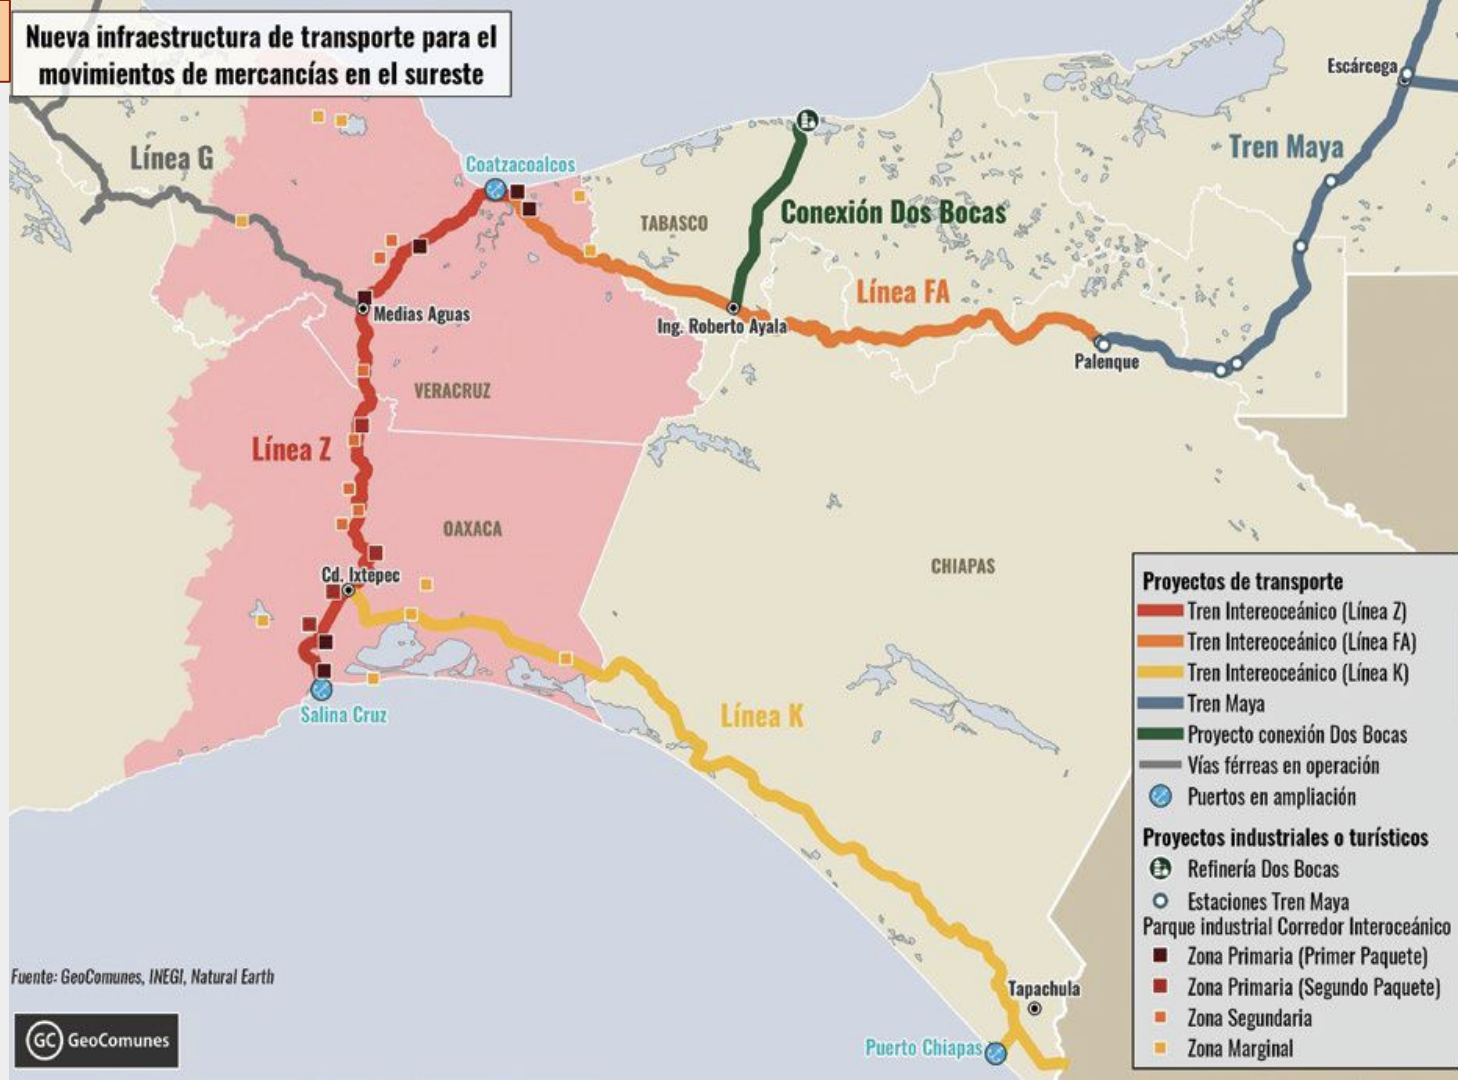 Nueva infraestructura de transporte para el
movimientos de mercancías en el sureste
Escárcega
Línea G
Tren Maya
Coatzacoalcos
TABASCO
Conexión Dos Bocas
Línea FA
Medias Aguas
Ing. Roberto Ayala
Palenque
VERACRUZ
Línea Z
OAXACA
CHIAPAS
Cd. Ixtepec
Salina Cruz
Línea K
Tapachula
Puerto Chiapas
Proyectos de transporte
Tren Intereoceánico (Línea Z)
Tren Intereoceánico (Línea FA)
Tren Intereoceánico (Línea K)
Tren Maya
Proyecto conexión Dos Bocas
Vías férreas en operación
Puertos en ampliación
Proyectos industriales o turísticos
Refinería Dos Bocas
Estaciones Tren Maya
Parque industrial Corredor Interoceánico
Zona Primaria (Primer Paquete)
Zona Primaria (Segundo Paquete)
Zona Segundaria
Zona Marginal
Fuente: GeoComunes, INEGI, Natural Earth
GC GeoComunes